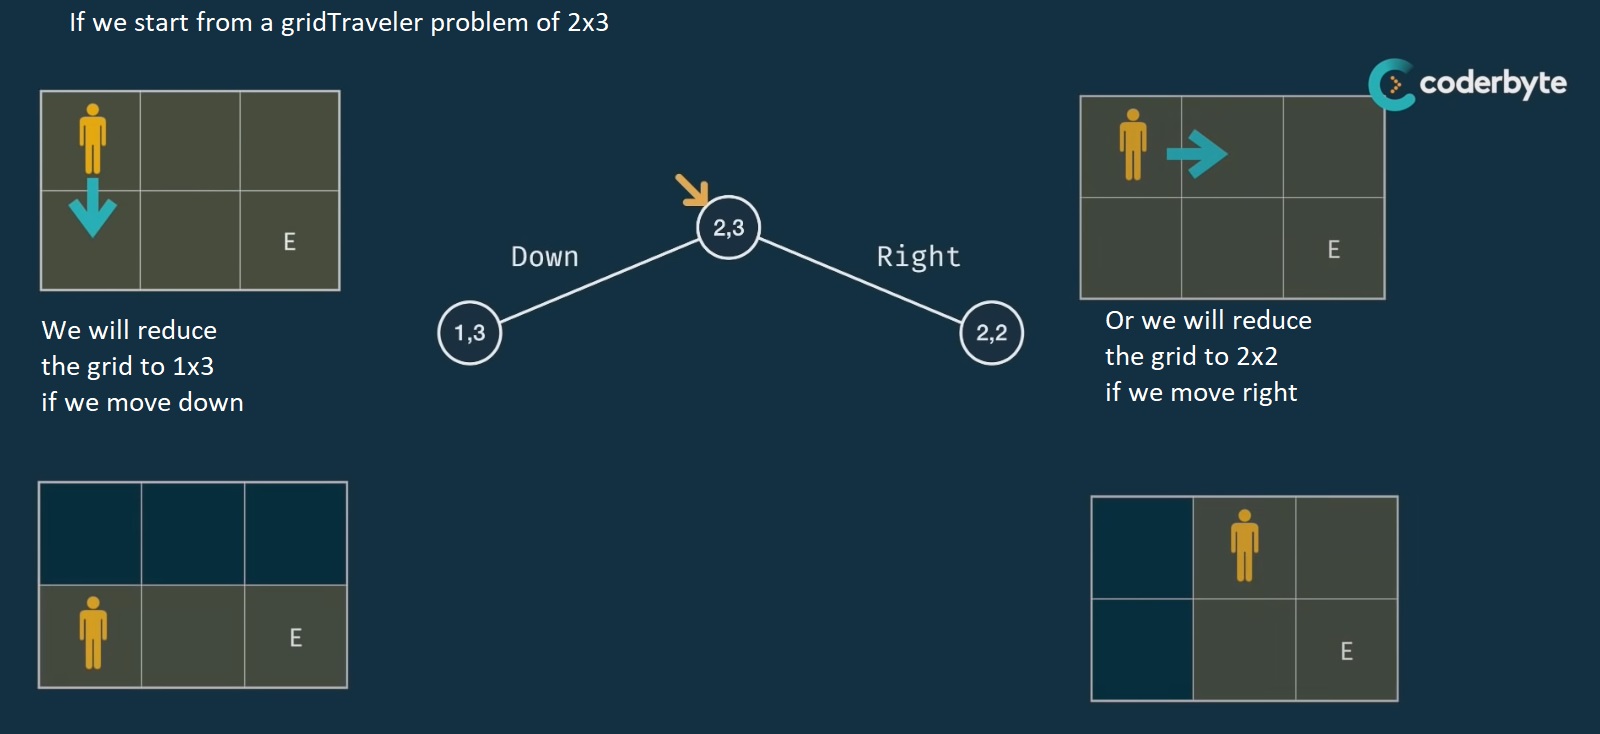 If we start from a gridTraveler problem of 2x3
coderbyte
E
We will reduce
the grid to 1x3
if we move down
2,3
Down
Right
1,3
2,2
E
Or we will reduce
the grid to 2x2
if we move right
E
E